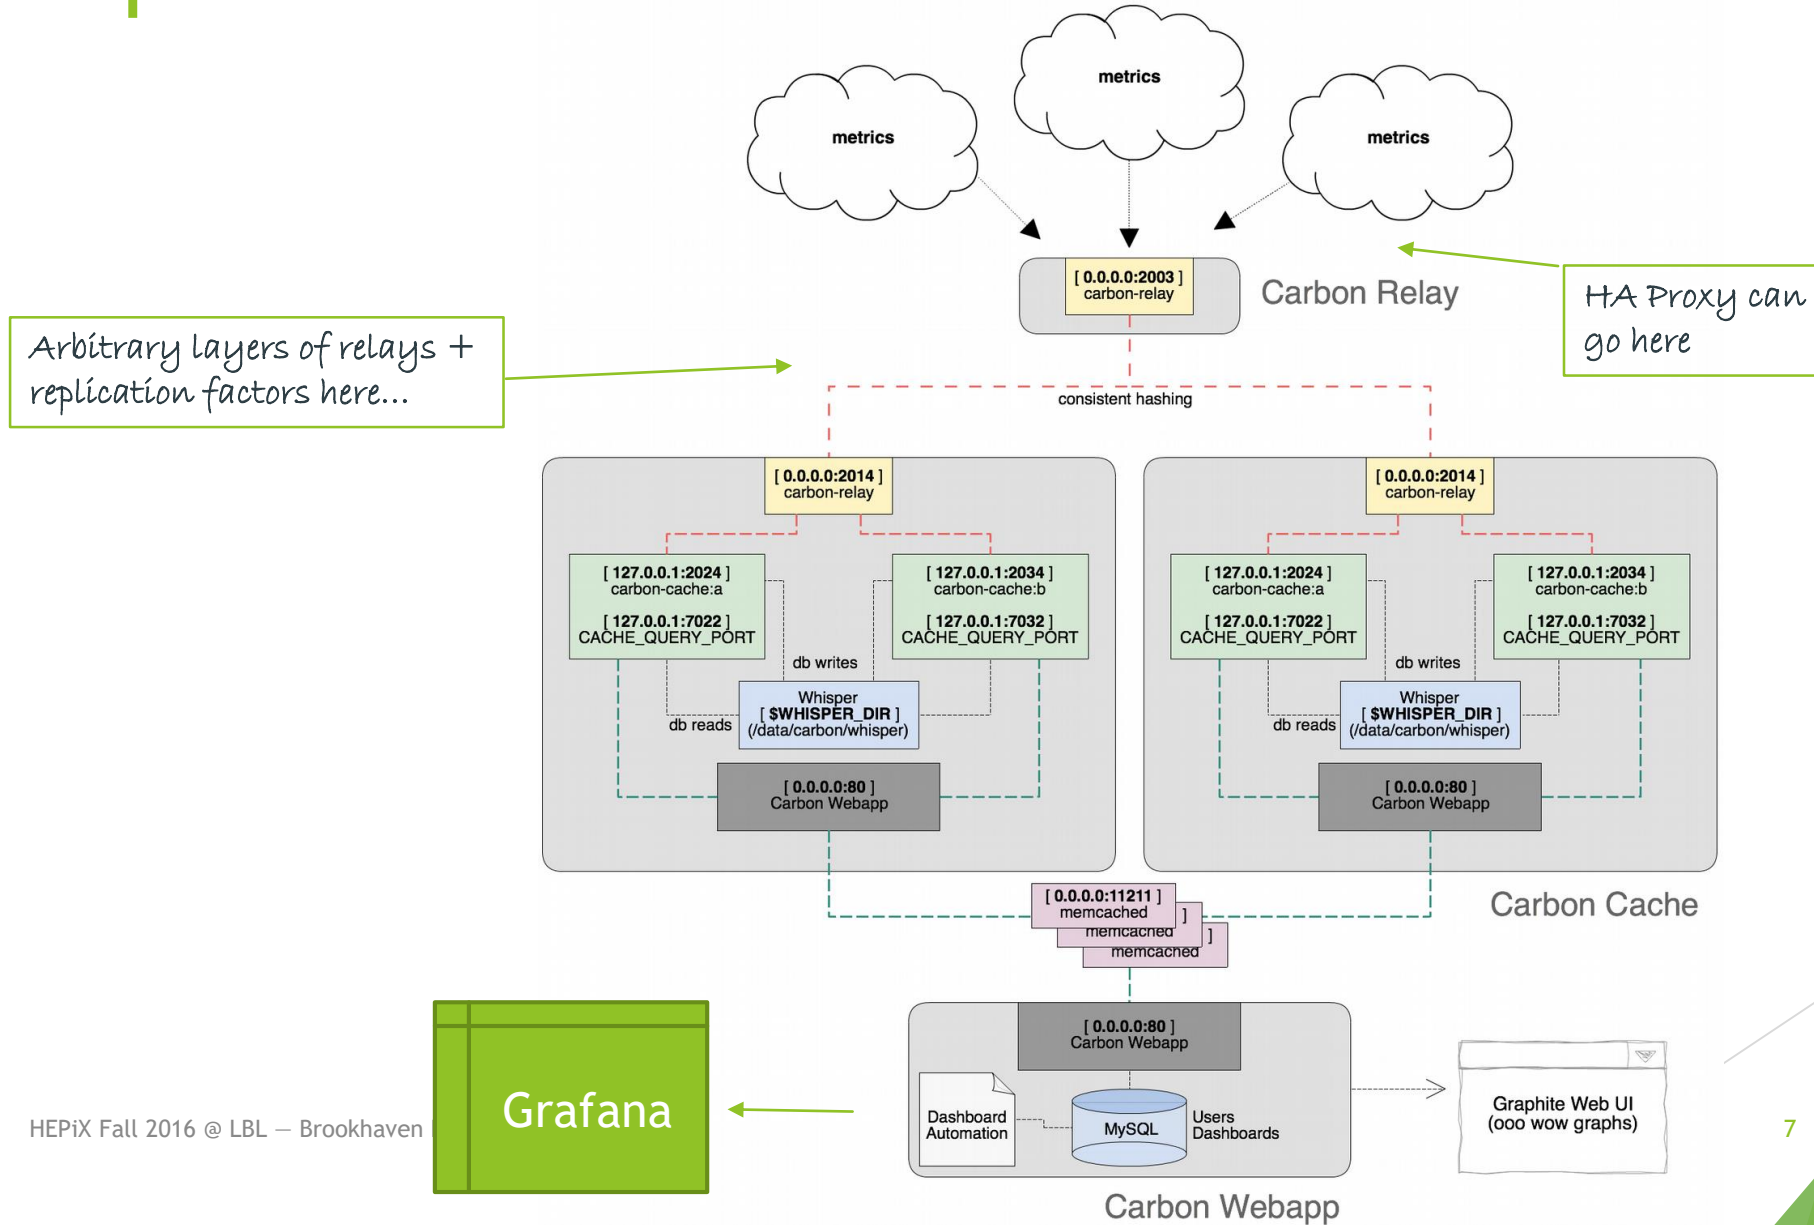 metrics
metrics
metrics
[ 0.0.0.0:2003 ]
carbon-relay
Carbon Relay
HA Proxy can
go here
Arbitrary layers of relays +
replication factors here...
consistent hashing
[ 0.0.0.0:2014 ]
carbon-relay
[ 127.0.0.1:2024 ]
carbon-cache:a
[ 127.0.0.1:7022 ]
CACHE_QUERY_PORT
[ 127.0.0.1:2034 ]
carbon-cache:b
[ 127.0.0.1:7032 ]
CACHE_QUERY_PORT
db writes
db reads
Whisper
[ $WHISPER_DIR ]
(/data/carbon/whisper)
[ 0.0.0.0:80 ]
Carbon Webapp
[ 0.0.0.0:2014 ]
carbon-relay
[ 127.0.0.1:2024 ]
carbon-cache:a
[ 127.0.0.1:7022 ]
CACHE_QUERY_PORT
[ 127.0.0.1:2034 ]
carbon-cache:b
[ 127.0.0.1:7032 ]
CACHE_QUERY_PORT
db writes
db reads
Whisper
[ $WHISPER_DIR ]
(/data/carbon/whisper)
[ 0.0.0.0:80 ]
Carbon Webapp
Carbon Cache
[ 0.0.0.0:11211 ]
memcached
]
memcached
]
memcached
[ 0.0.0.0:80 ]
Carbon Webapp
Dashboard
Automation
MySQL
Users
Dashboards
Carbon Webapp
Graphite Web UI
(ooo wow graphs)
Grafana
HEPiX Fall 2016 @ LBL — Brookhaven
7